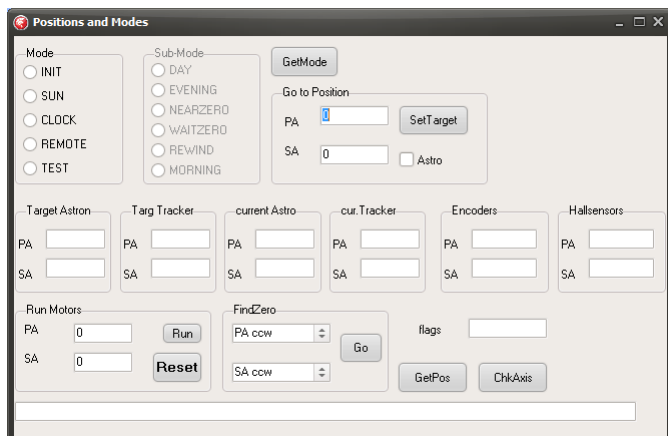 Positions and Modes
Mode
INIT
SUN
CLOCK
REMOTE
TEST
Sub-Mode
DAY
EVENING
NEARZERO
WAITZERO
REWIND
MORNING
GetMode
Go to Position
PA 0
SetTarget
SA 0
Astro
Target Astron
PA
SA
Targ Tracker
PA
SA
current Astro
PA
SA
cur.Tracker
PA
SA
Encoders
PA
SA
Hallsensors
PA
SA
Run Motors
PA 0 Run
SA 0 Reset
FindZero
PA ccw
Go
SA ccw
flags
GetPos ChkAxis